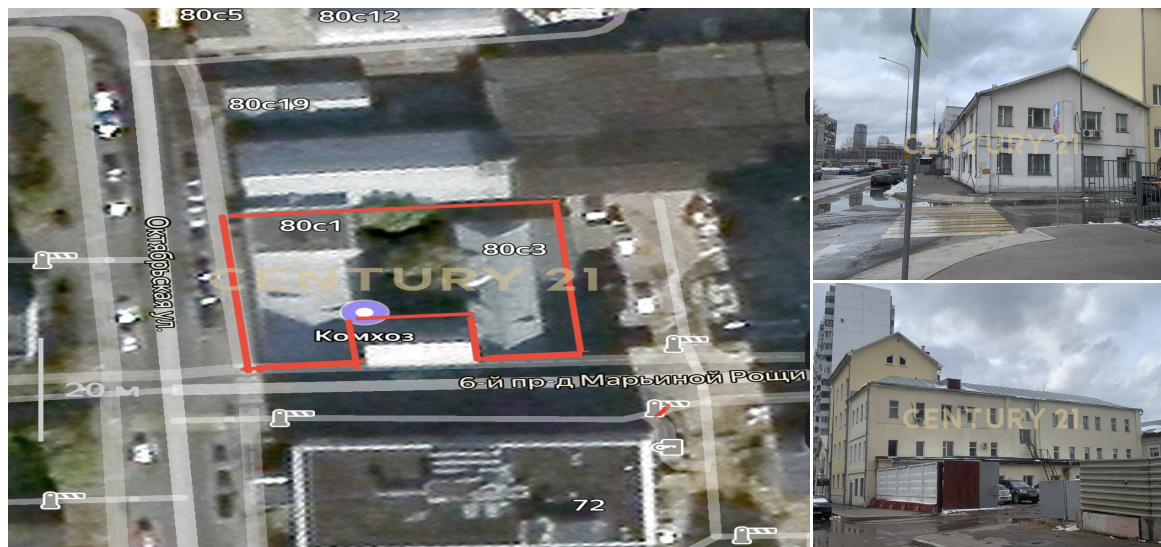 80с5
80с12
80с19
80с1
80с3
Октябрьская ул.
CENTURY 21
Комхоз
20 м
6-й пр-д Марьиной Рощи
72
CENTURY 21
CENTURY 21